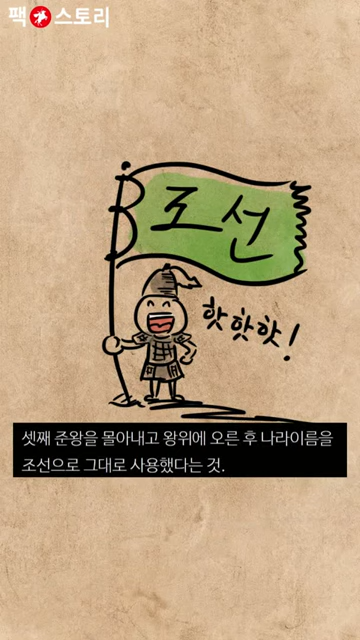 팩스토리
조선
핫핫핫!
셋째 준왕을 몰아내고 왕위에 오른 후 나라이름을
조선으로 그대로 사용했다는 것.